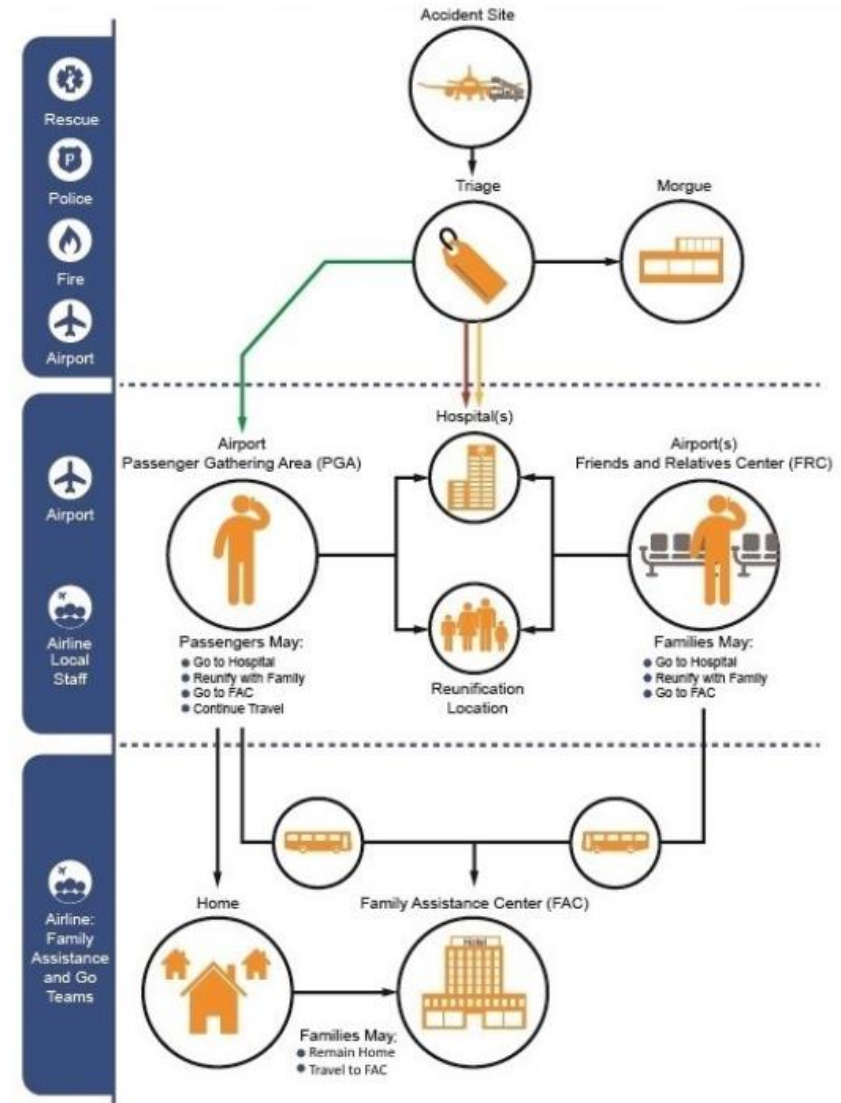 Accident Site
Rescue
P
Police
Triage
Morgue
Fire
Airport
Hospital(s)
Airport
Passenger Gathering Area (PGA)
Airport(s)
Friends and Relatives Center (FRC)
Airport
Airline
Local
Staff
Passengers May:
Go to Hospital
Reunify with Family
Go to FAC
Continue Travel
Reunification
Location
Families May:
Go to Hospital
Reunify with Family
Go to FAC
Airline:
Family
Assistance
and Go
Teams
Home
Family Assistance Center (FAC)
Hotel
Families May:
Remain Home
Travel to FAC